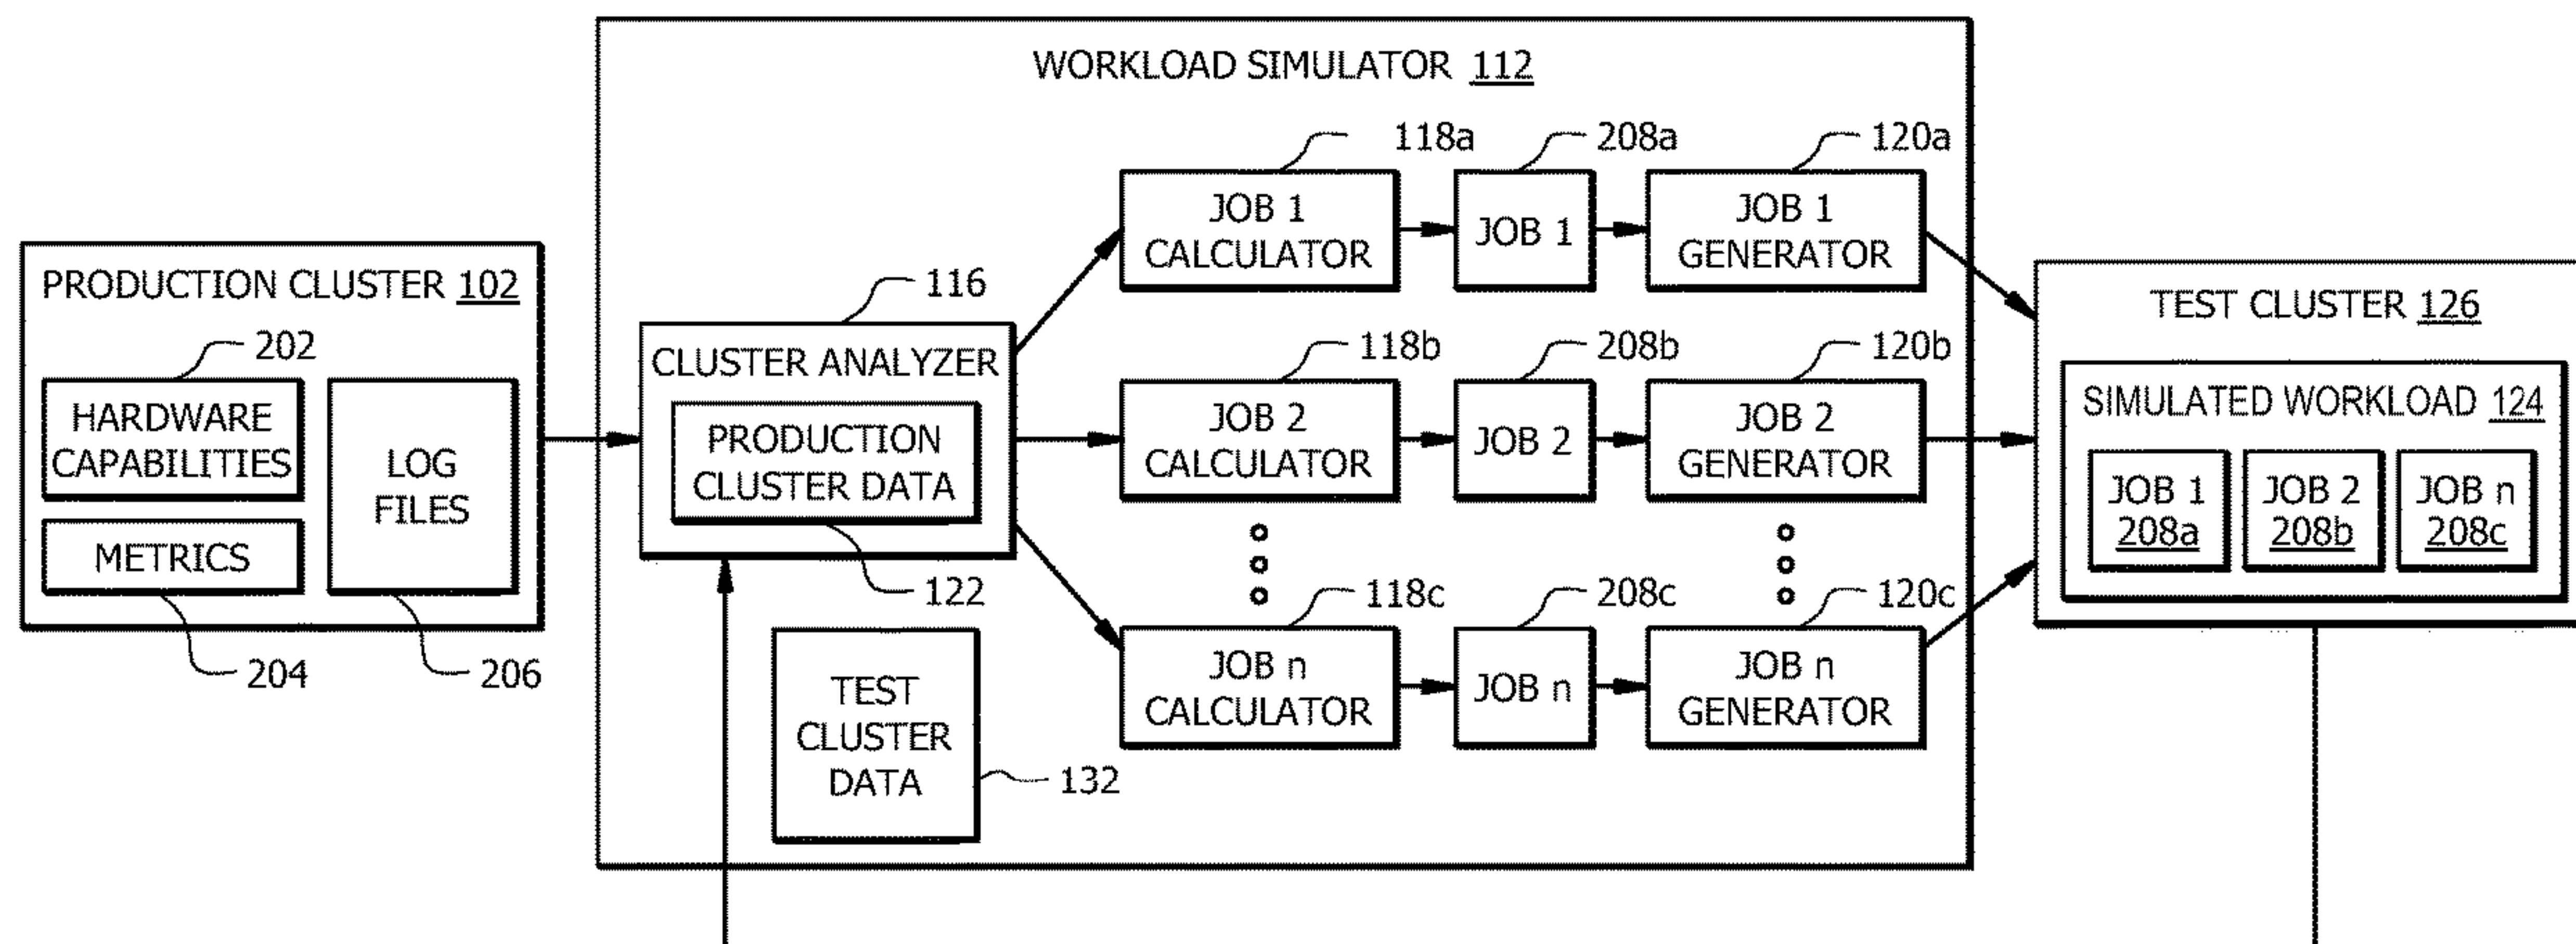 WORKLOAD SIMULATOR 112
118a
208a
120a
JOB 1
CALCULATOR
JOB 1
JOB 1
GENERATOR
PRODUCTION CLUSTER 102
202
HARDWARE
CAPABILITIES
METRICS
204
LOG
FILES
206
116
CLUSTER ANALYZER
PRODUCTION
CLUSTER DATA
122
118b
208b
120b
JOB 2
CALCULATOR
JOB 2
JOB 2
GENERATOR
118c
208c
120c
JOB n
CALCULATOR
JOB n
JOB n
GENERATOR
TEST
CLUSTER
DATA
132
TEST CLUSTER 126
SIMULATED WORKLOAD 124
JOB 1
208a
JOB 2
208b
JOB n
208c